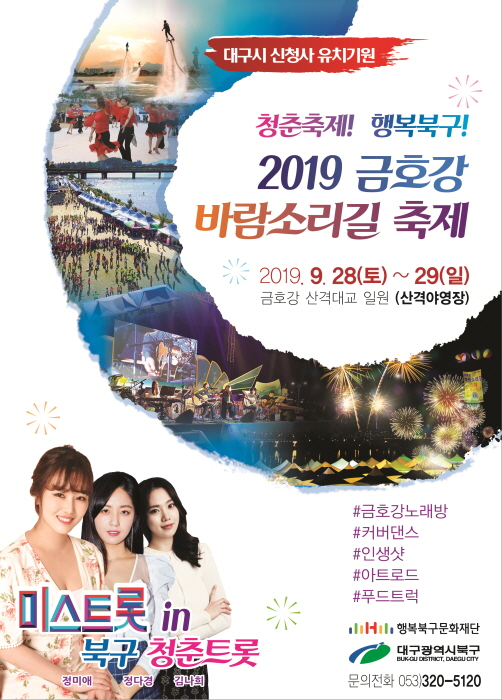 대구시 신청사 유치기원
청춘축제! 행복북구!
2019 금호강
바람소리길 축제
2019. 9. 28(토) ~ 29(일)
금호강 산격대교 일원 (산격야영장)
#금호강노래방
#커버댄스
#인생샷
#아트로드
#푸드트럭
미스트롯 in
북구 청춘트롯
정미애 정다경 김나희
행복북구문화재단
대구광역시북구
BUK-GU DISTRICT, DAEGU CITY
문의전화 053)320-5120